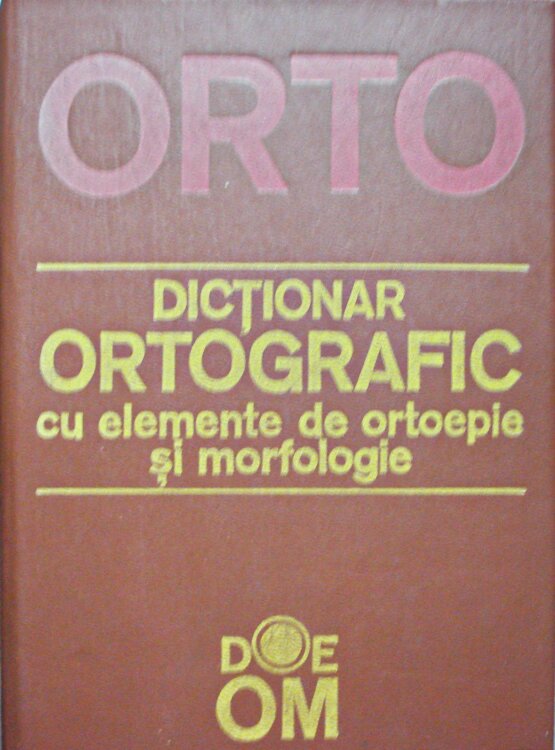 ORTO
DICȚIONAR
ORTOGRAFIC
cu elemente de ortoepie
și morfologie
DOE
OM